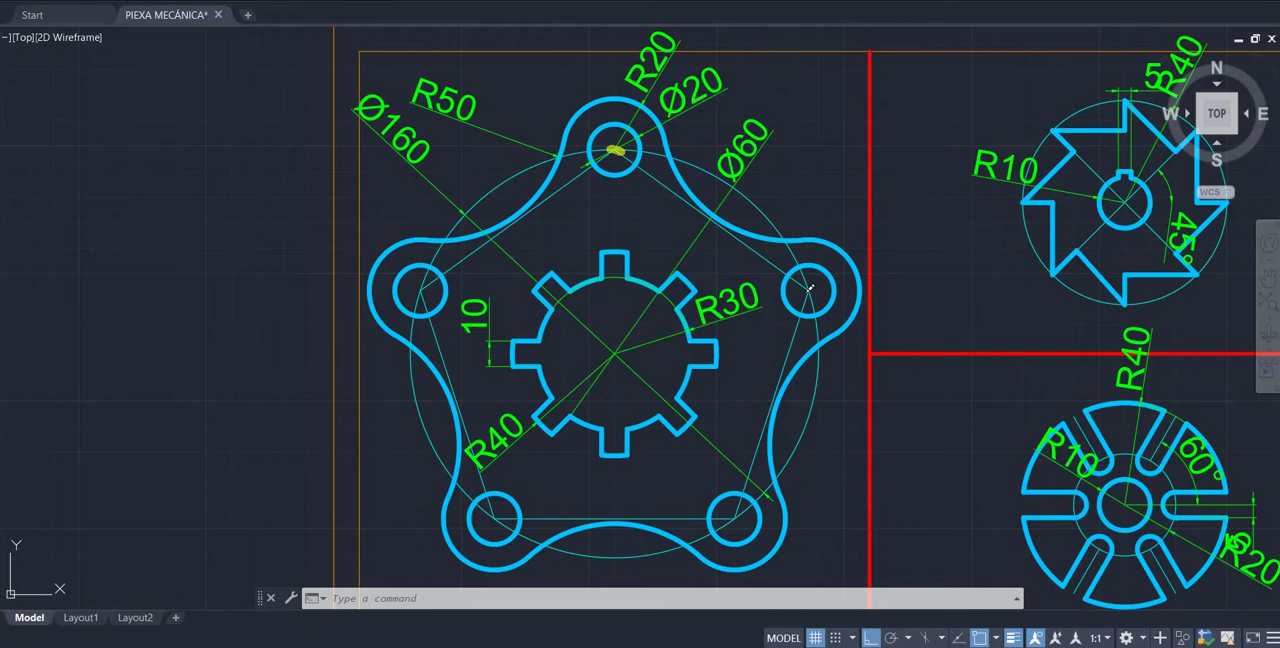 Start
PIEXA MECÁNICA*
−][Top][2D Wireframe]
R20
Ø20
R50
Ø160
Ø60
R30
10
R40
5
R40
R10
45°
N
W
TOP
E
S
WCS
R40
R10
60°
R20
Y
X
Type a command
Model
Layout1
Layout2
MODEL
1:1